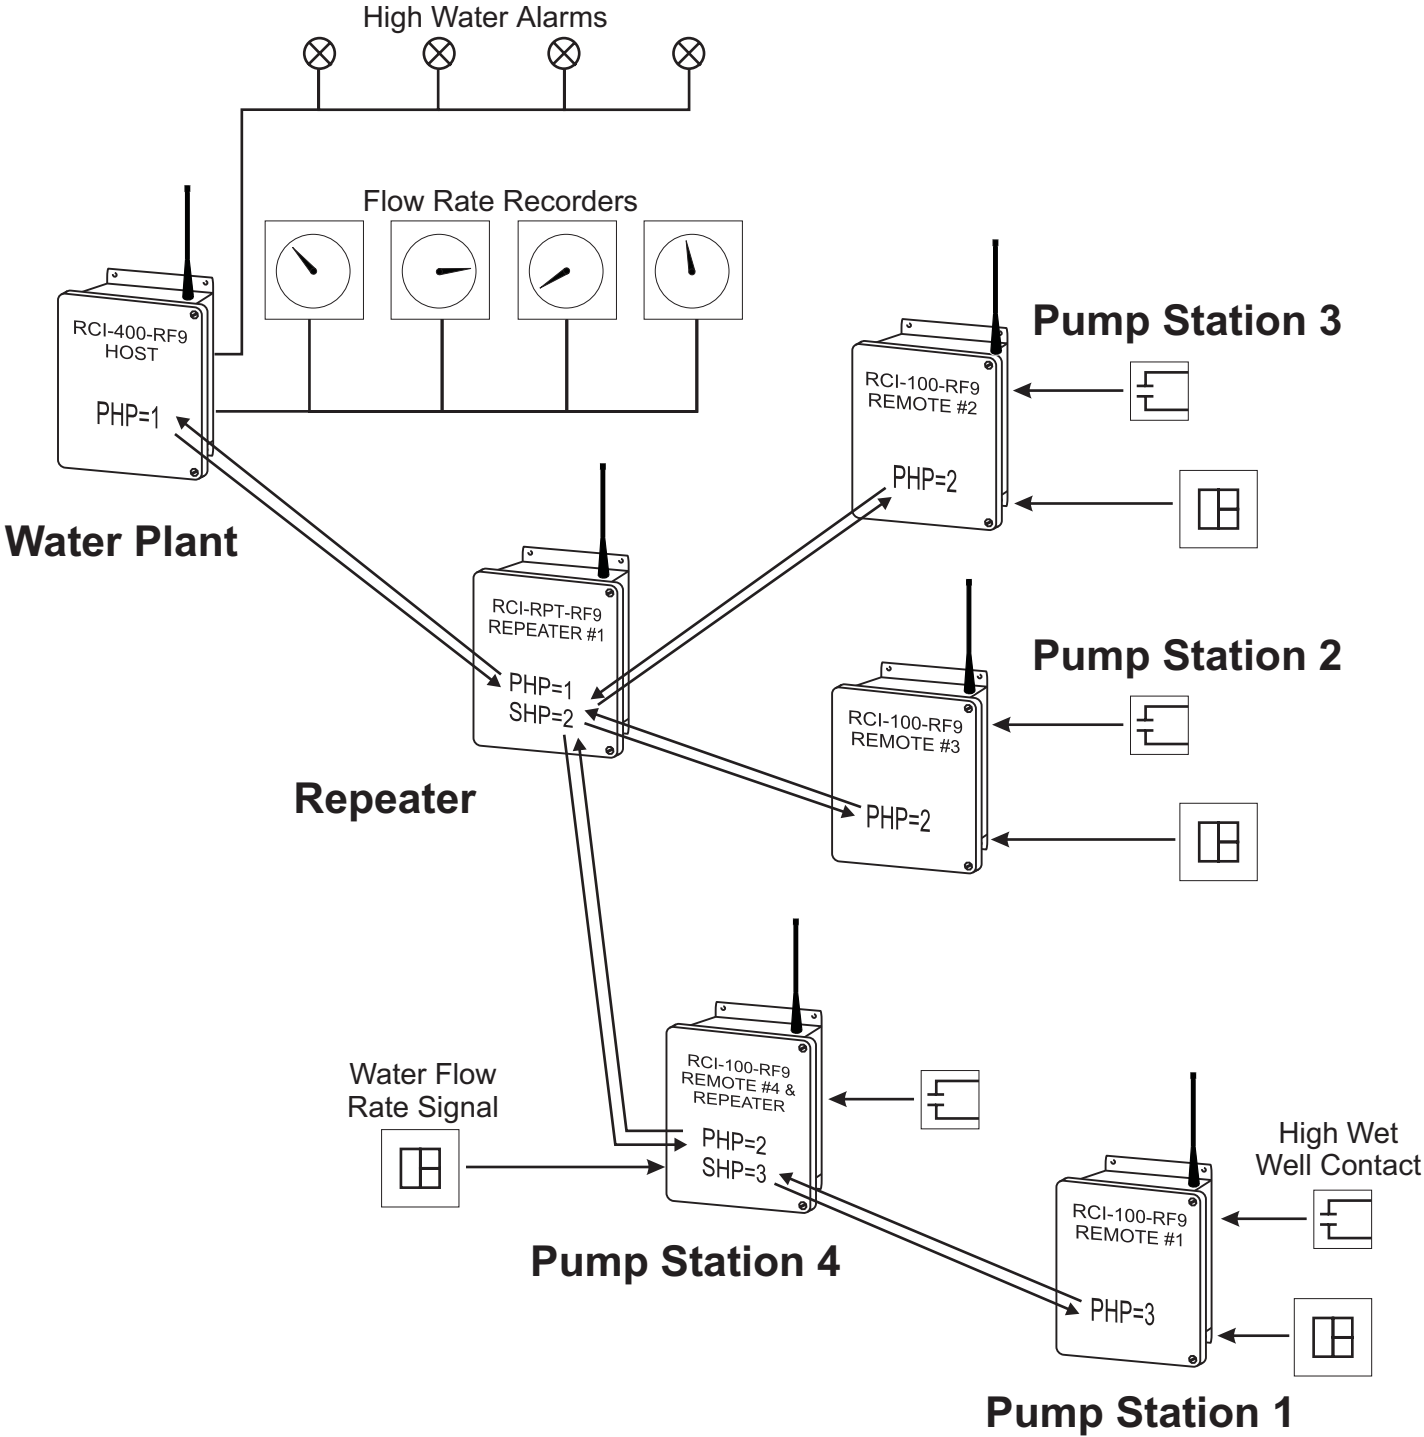 High Water Alarms
Flow Rate Recorders
RCI-400-RF9
HOST
PHP=1
Water Plant
RCI-100-RF9
REMOTE #2
PHP=2
Pump Station 3
RCI-RPT-RF9
REPEATER #1
PHP=1
SHP=2
Repeater
Pump Station 2
RCI-100-RF9
REMOTE #3
PHP=2
Water Flow
Rate Signal
RCI-100-RF9
REMOTE #4 &
REPEATER
PHP=2
SHP=3
Pump Station 4
High Wet
Well Contact
RCI-100-RF9
REMOTE #1
PHP=3
Pump Station 1